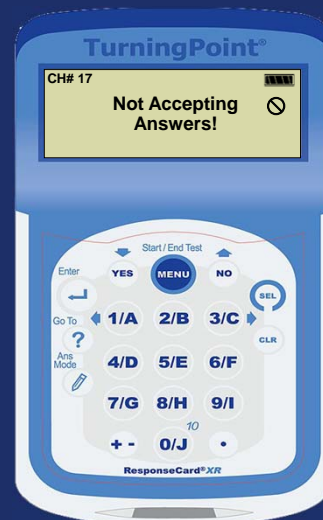 TurningPoint®
CH# 17
Not Accepting
Answers!
Start / End Test
Enter
YES
MENU
NO
SEL
Go To
1/A
2/B
3/C
?
CLR
Ans
Mode
4/D
5/E
6/F
7/G
8/H
9/I
10
+ -
0/J
•
ResponseCard®XR